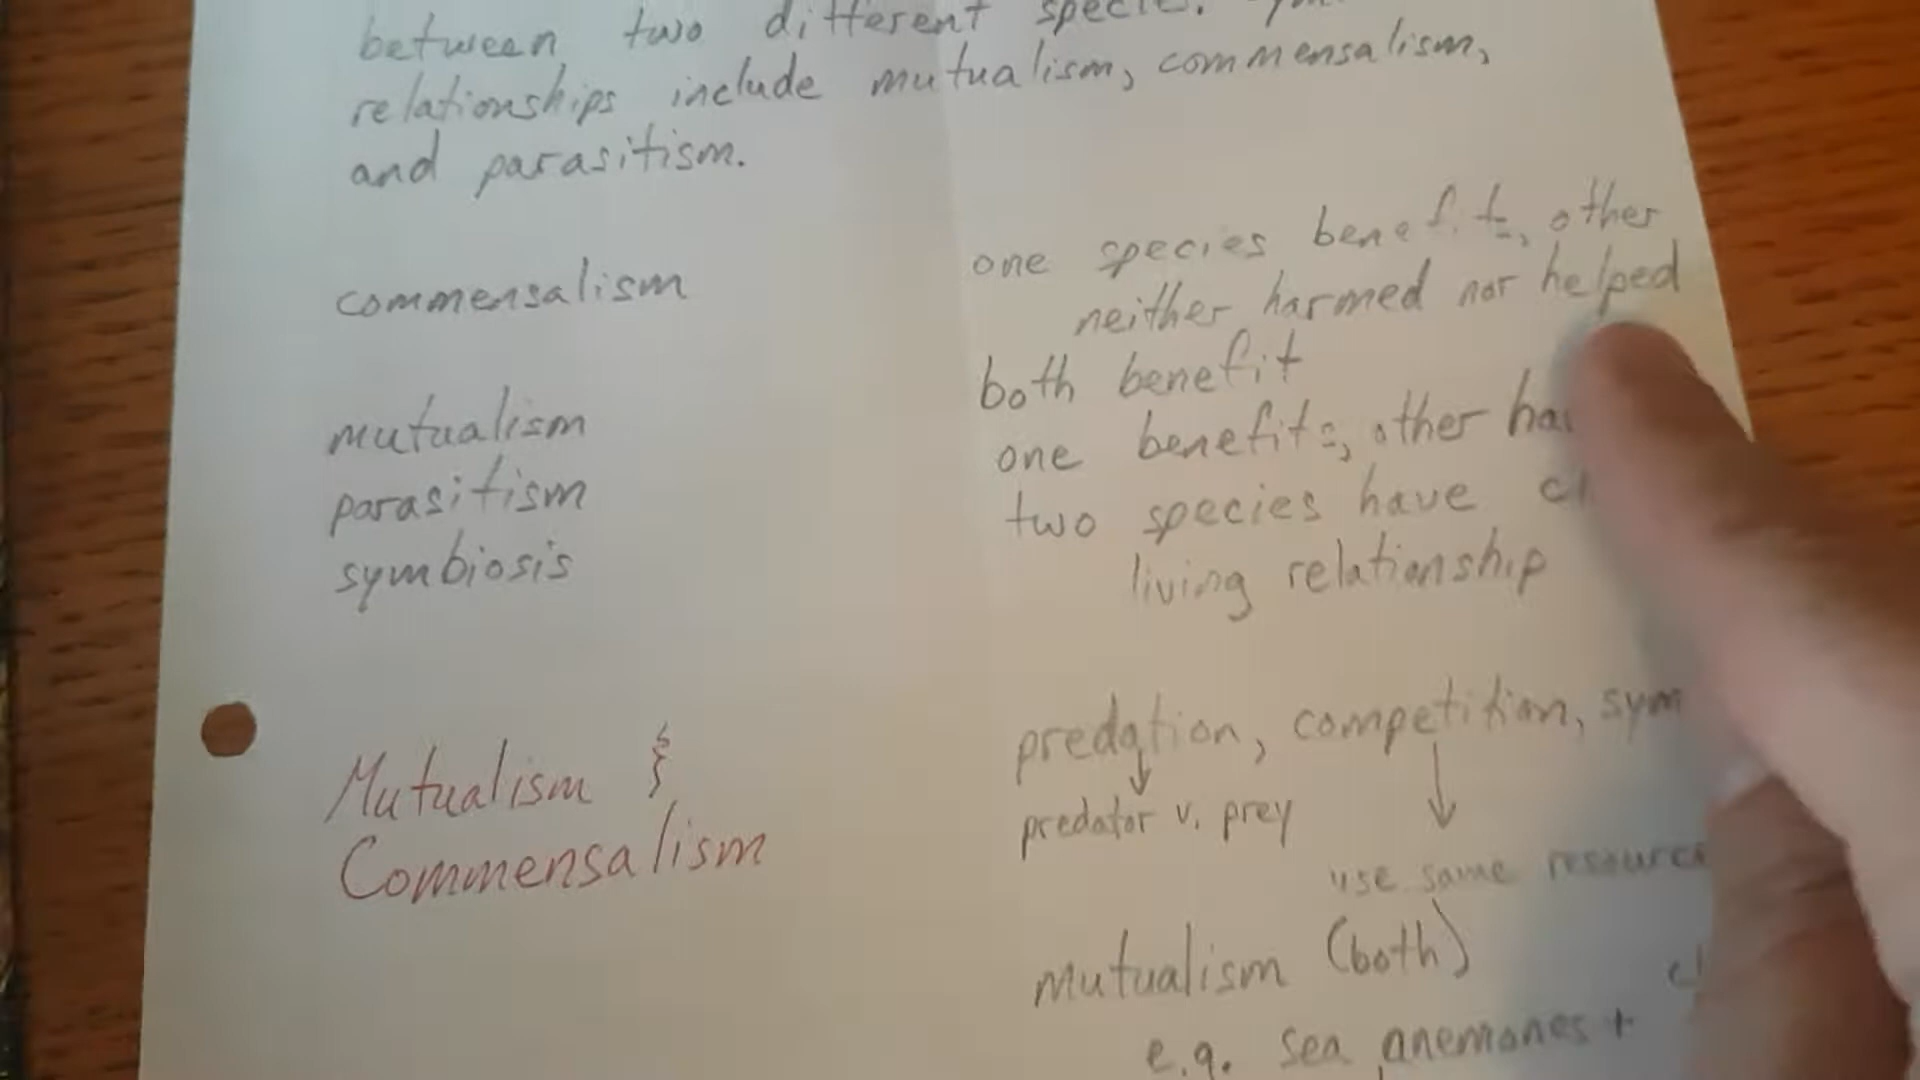 between two different
relationships include mutualism, commensalism,
and parasitism.
commensalism
one species benefits, other
neither harmed nor helped
mutualism
both benefit
parasitism
one benefits, other
symbiosis
two species have
living relationship
Mutualism &
Commensalism
predation, competition,
predator v. prey
use same
mutualism (both)
e.g. sea anemones +